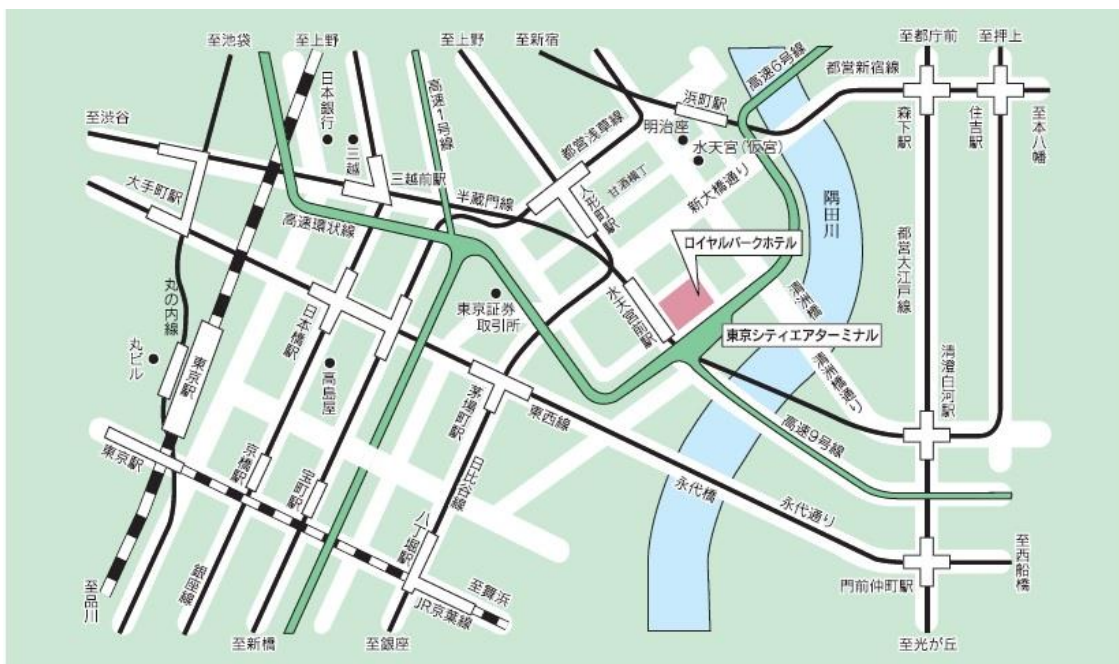 至池袋
至上野
至上野
至新宿
至都庁前
至押上
高速6号線
都営新宿線
日本銀行
高速1号線
浜町駅
明治座
水天宮(仮宮)
森下駅
住吉駅
至本八幡
至渋谷
三越
都営浅草線
三越前駅
半蔵門線
人形町駅
甘酒横丁
新大橋通り
大手町駅
高速環状線
隅田川
ロイヤルパークホテル
都営大江戸線
丸の内線
東京証券
取引所
水天宮前駅
清洲橋
東京シティエアターミナル
日本橋駅
丸ビル
東京駅
高島屋
清洲橋通り
清澄白河駅
茅場町駅
東西線
高速9号線
東京駅
京橋駅
宝町駅
日比谷線
永代橋
永代通り
八丁堀駅
至品川
銀座線
至舞浜
JR京葉線
門前仲町駅
至西船橋
至新橋
至銀座
至光が丘